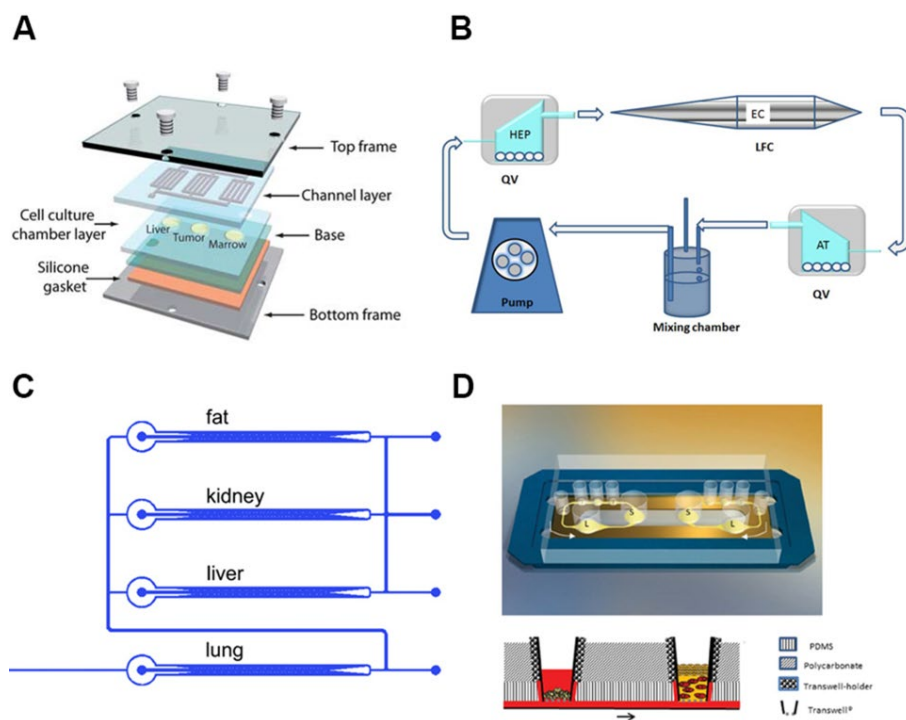 A
Top frame
Channel layer
Cell culture
chamber layer
Liver
Tumor
Marrow
Base
Silicone
gasket
Bottom frame
B
HEP
QV
EC
LFC
AT
QV
Pump
Mixing chamber
C
fat
kidney
liver
lung
D
L
S
S
L
PDMS
Polycarbonate
Transwell-holder
Transwell®